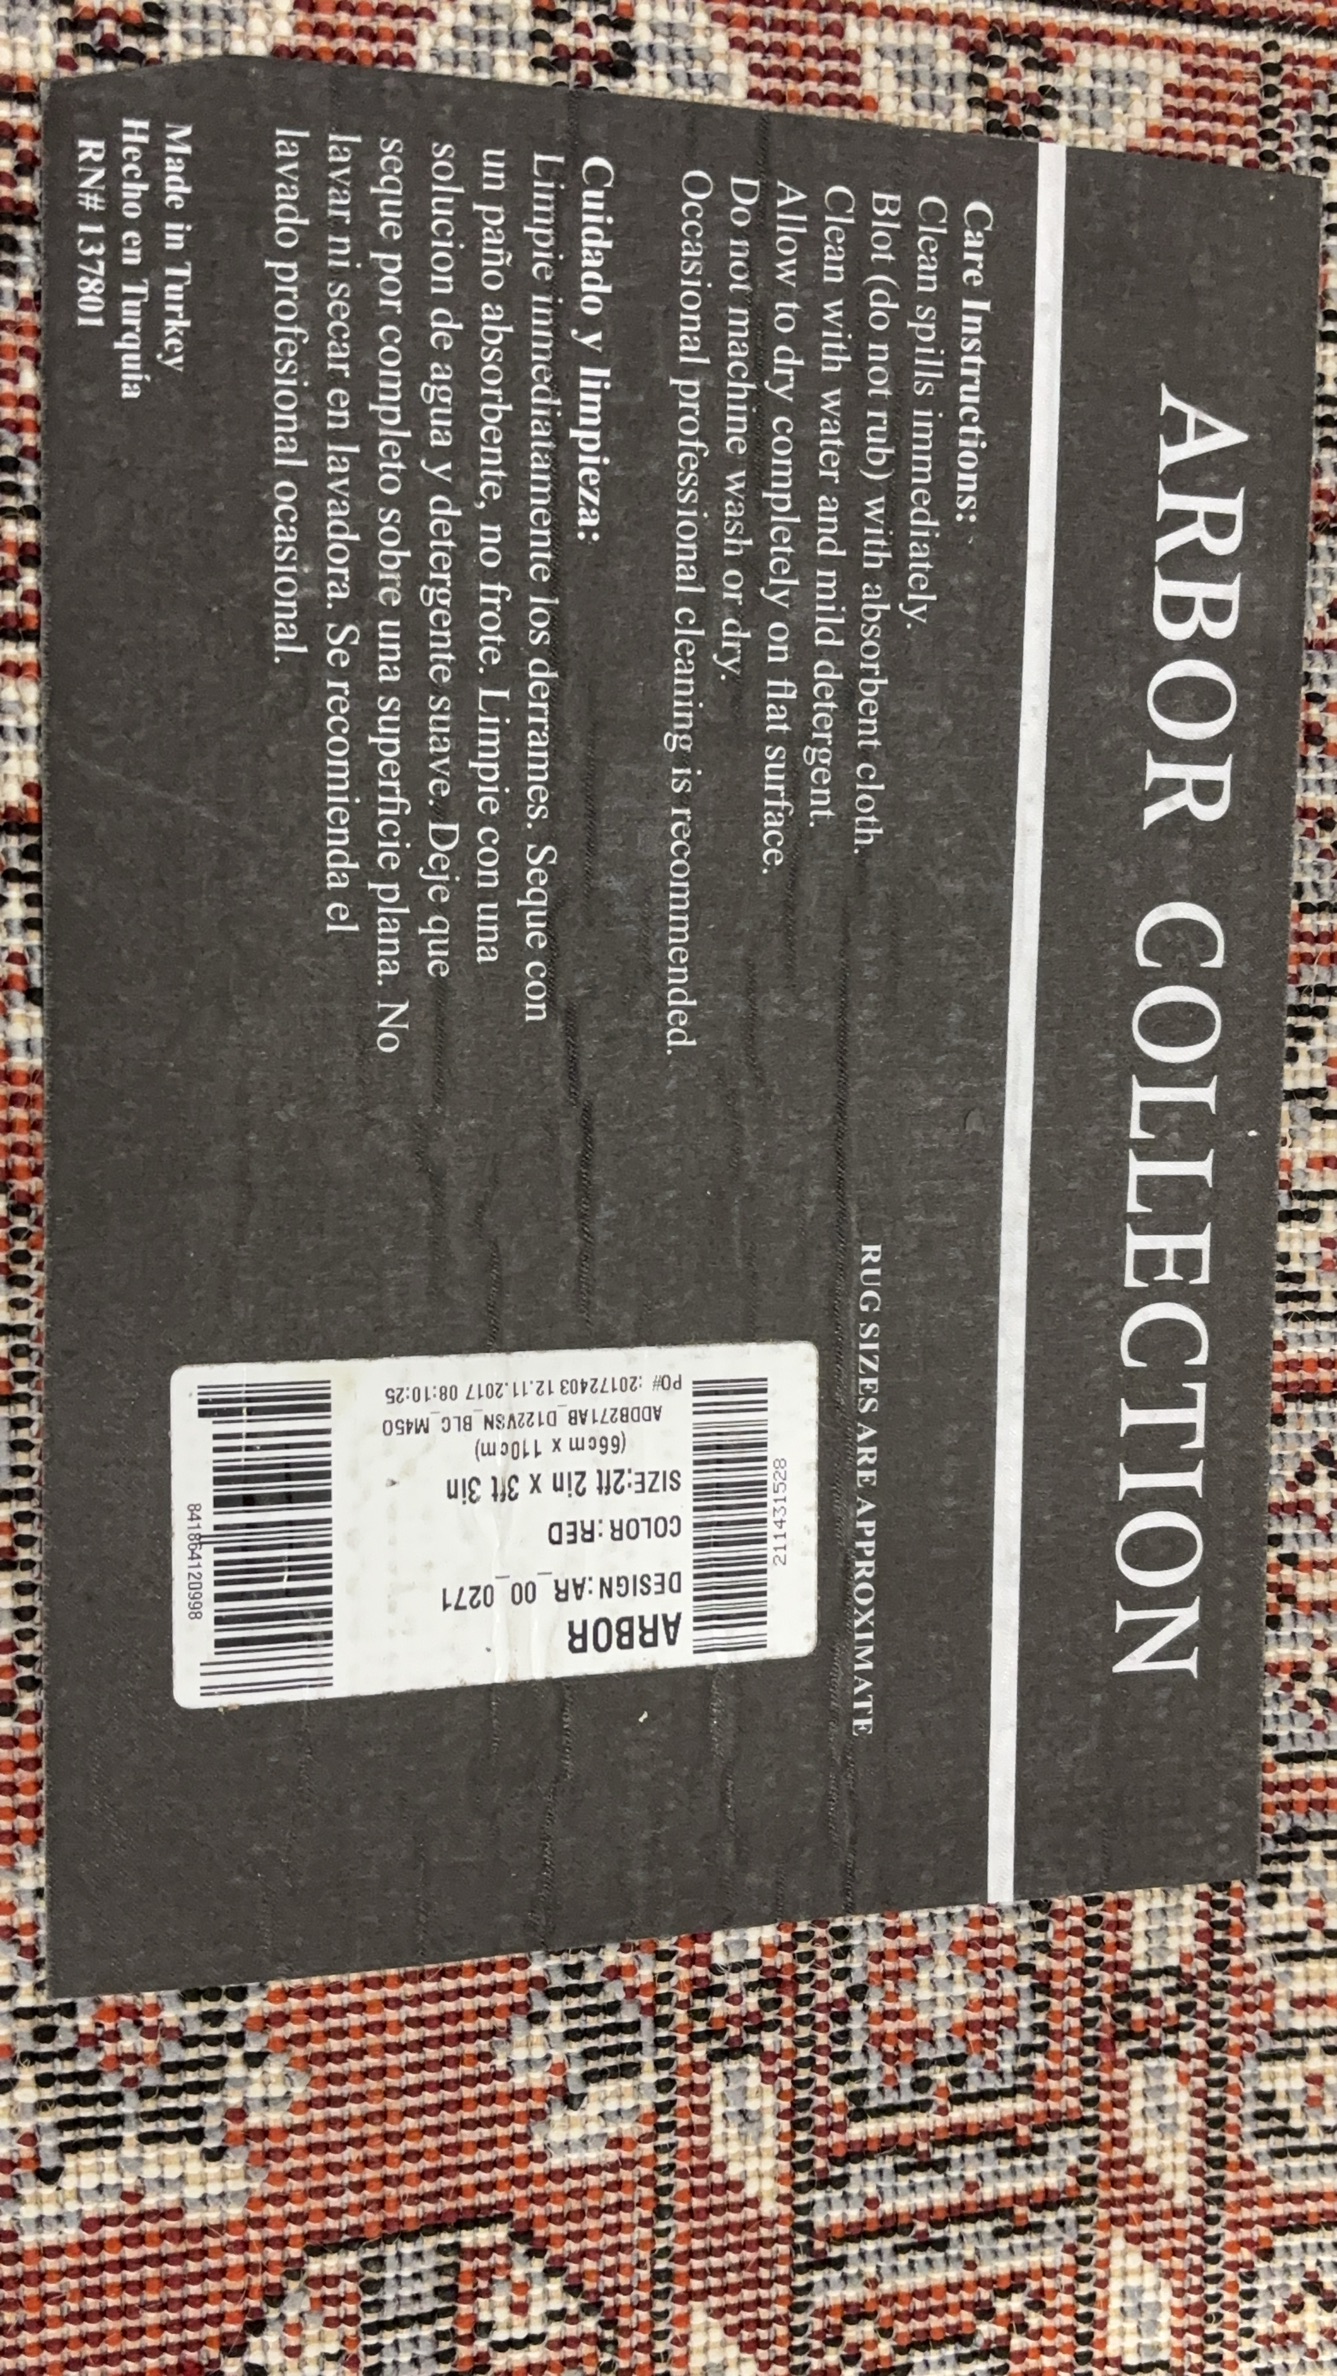 ARBOR COLLECTION
Care Instructions:
Clean spills immediately.
Blot (do not rub) with absorbent cloth.
Clean with water and mild detergent.
Allow to dry completely on flat surface.
Do not machine wash or dry.
Occasional professional cleaning is recommended.
Cuidado y limpieza:
Limpie inmediatamente los derrames. Seque con
un paño absorbente, no frote. Limpie con una
solucion de agua y detergente suave. Deje que
seque por completo sobre una superficie plana. No
lavar ni secar en lavadora. Se recomienda el
lavado profesional ocasional.
Made in Turkey
Hecho en Turquía
RN# 137801
RUG SIZES ARE APPROXIMATE
211431528
ARBOR
DESIGN:AR_00_0271
COLOR:RED
SIZE:2ft 2in x 3ft 3in
(66cm x 110cm)
ADDB271AB_D122VSN_BLC_M450
PO# :20172403 12.11.2017 08:10:25
841864120998